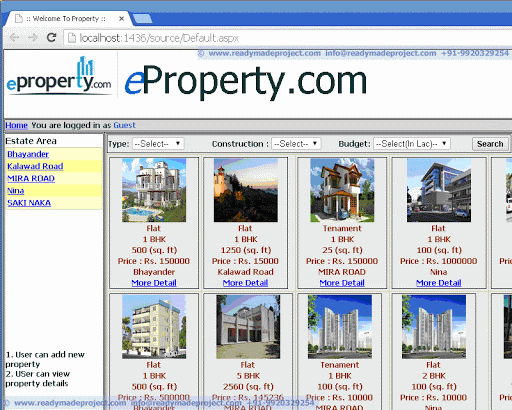 :: Welcome To Property ::
localhost:1436/source/Default.aspx
© www.readymadeproject.com info@readymadeproject.com +91-9920329254
eproperty.com
eProperty.com
Home You are logged in as Guest
Estate Area
Bhayander
Kalawad Road
MIRA ROAD
Nina
SAKI NAKA
Type: --Select-- Construction : --Select-- Budget: --Select(In Lac)-- Search
Flat
1 BHK
500 (sq. ft)
Price : Rs. 150000
Bhayander
More Detail
Flat
1 BHK
1250 (sq. ft)
Price : Rs. 150000
Kalawad Road
More Detail
Tenament
1 BHK
25 (sq. ft)
Price : Rs. 150000
MIRA ROAD
More Detail
Flat
1 BHK
100 (sq. ft)
Price : Rs. 1000000
Nina
More Detail
Flat
1 BHK
500 (sq. ft)
Price : Rs. 500000
Flat
5 BHK
2560 (sq. ft)
Price : Rs. 145236
MIRA ROAD
Tenament
1 BHK
100 (sq. ft)
Price : Rs. 10000
MIRA ROAD
Flat
2 BHK
100 (sq. ft)
Price : Rs. 100000
MIRA ROAD
1. User can add new
property
2. USer can view
property details
© www.readymadeproject.com info@readymadeproject.com +91-9920329254